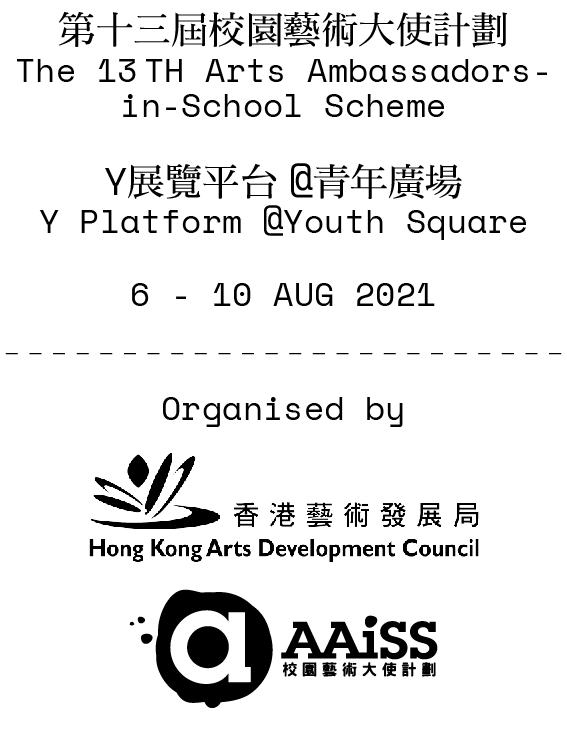 第十三屆校園藝術大使計劃
The 13TH Arts Ambassadors-
in-School Scheme
Y展覽平台 @青年廣場
Y Platform @Youth Square
6 - 10 AUG 2021
Organised by
香港藝術發展局
Hong Kong Arts Development Council
a
AAiSS
校園藝術大使計劃